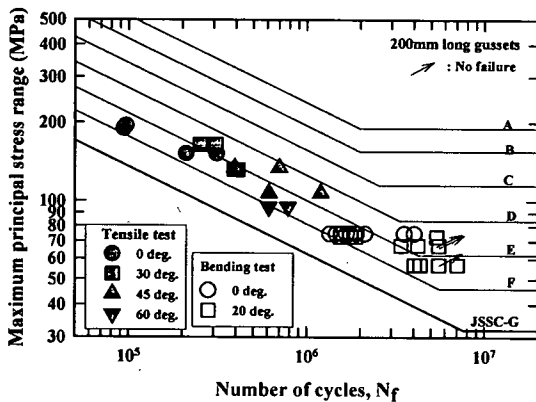 Maximum principal stress range (MPa)
500
400
300
200
100
90
80
70
60
50
40
30
200mm long gussets
: No failure
A
B
C
D
E
F
JSSC-G
Tensile test
0 deg.
30 deg.
45 deg.
60 deg.
Bending test
0 deg.
20 deg.
10^5
10^6
10^7
Number of cycles, N_f